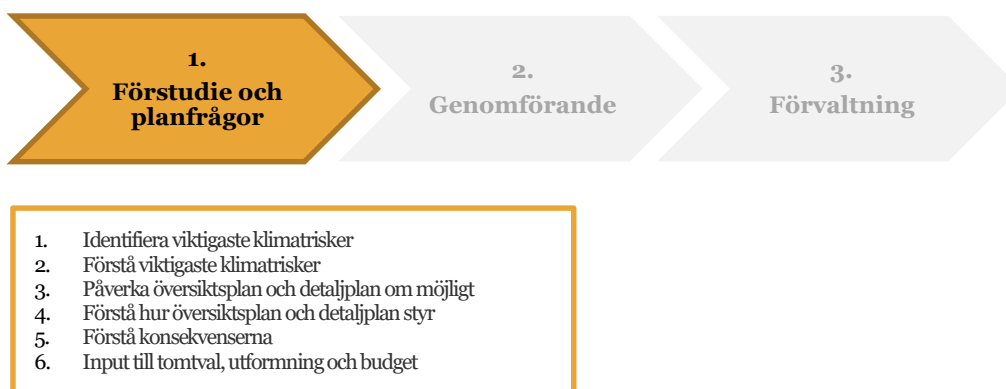 1.
Förstudie och
planfrågor
2.
Genomförande
3.
Förvaltning
1. Identifiera viktigaste klimatrisker
2. Förstå viktigaste klimatrisker
3. Påverka översiktsplan och detaljplan om möjligt
4. Förstå hur översiktsplan och detaljplan styr
5. Förstå konsekvenserna
6. Input till tomtval, utformning och budget